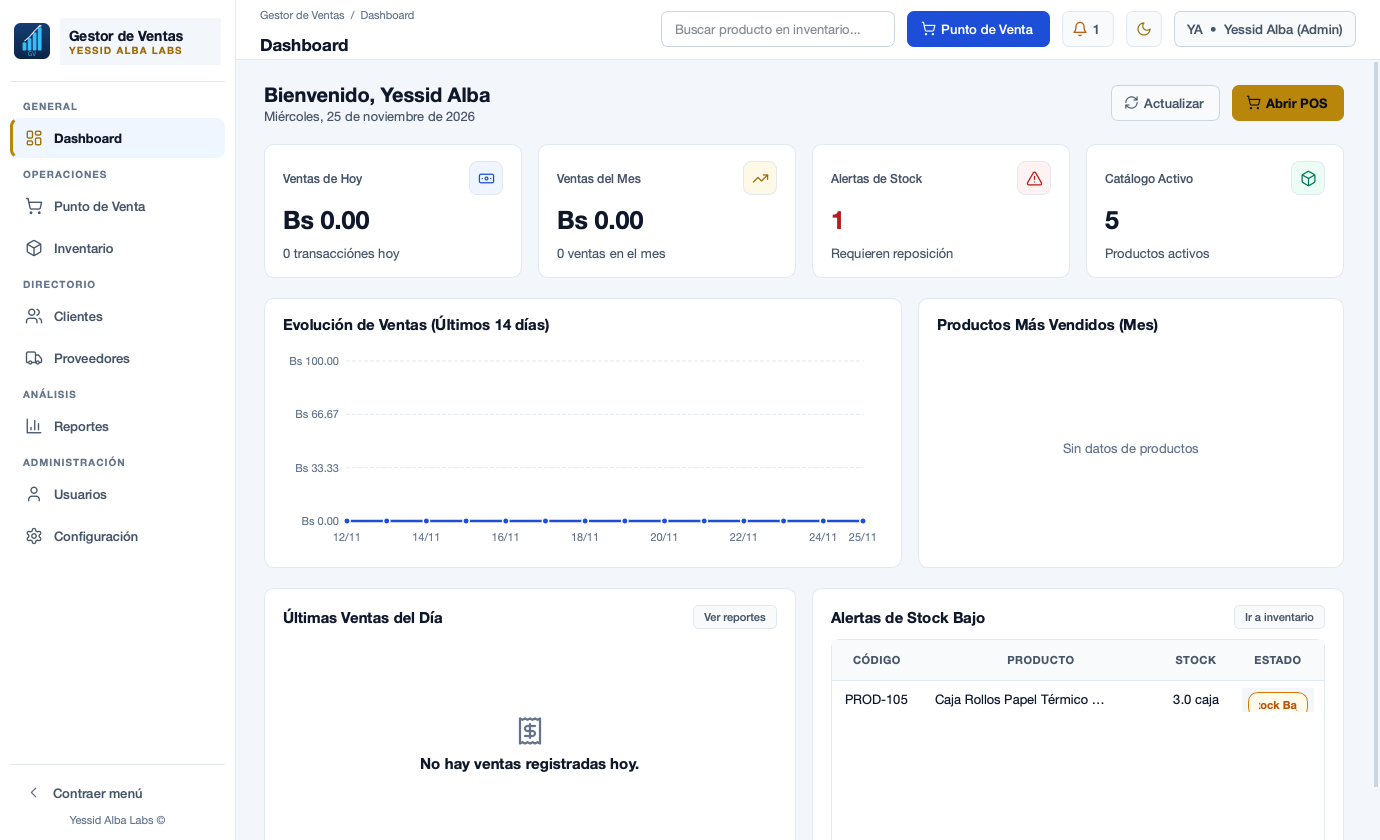 Gestor de Ventas
YESSID ALBA LABS
GENERAL
Dashboard
OPERACIONES
Punto de Venta
Inventario
DIRECTORIO
Clientes
Proveedores
ANÁLISIS
Reportes
ADMINISTRACIÓN
Usuarios
Configuración
Contraer menú
Yessid Alba Labs ©
Gestor de Ventas / Dashboard
Dashboard
Buscar producto en inventario...
Punto de Venta
1
YA • Yessid Alba (Admin)
Bienvenido, Yessid Alba
Miércoles, 25 de noviembre de 2026
Actualizar
Abrir POS
Ventas de Hoy
Bs 0.00
0 transacciónes hoy
Ventas del Mes
Bs 0.00
0 ventas en el mes
Alertas de Stock
1
Requieren reposición
Catálogo Activo
5
Productos activos
Evolución de Ventas (Últimos 14 días)
Bs 100.00
Bs 66.67
Bs 33.33
Bs 0.00
12/11 14/11 16/11 18/11 20/11 22/11 24/11 25/11
Productos Más Vendidos (Mes)
Sin datos de productos
Últimas Ventas del Día
Ver reportes
No hay ventas registradas hoy.
Alertas de Stock Bajo
Ir a inventario
CÓDIGO PRODUCTO STOCK ESTADO
PROD-105 Caja Rollos Papel Térmico ... 3.0 caja tock Ba